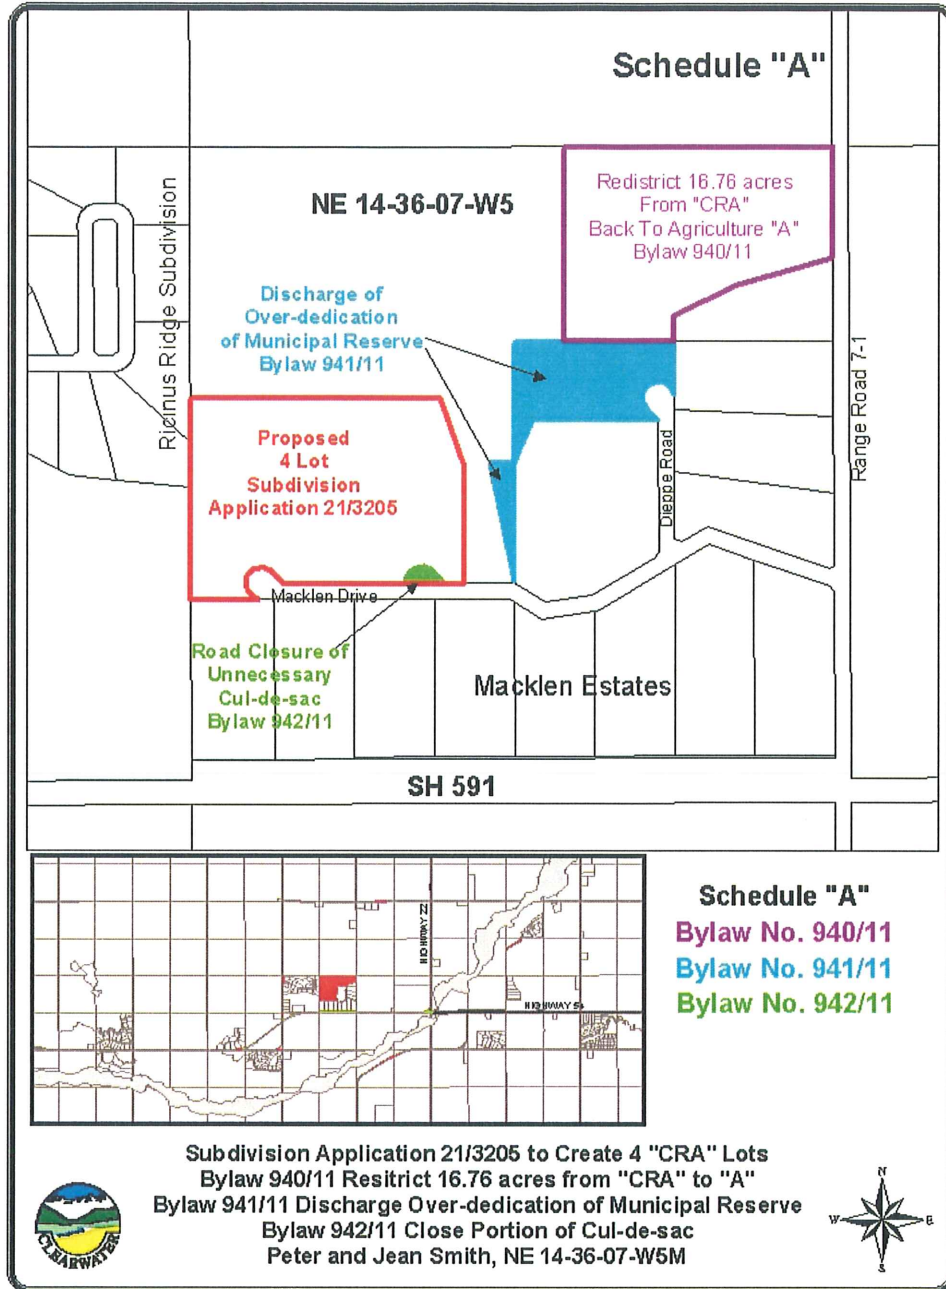 Schedule "A"
NE 14-36-07-W5
Redistrict 16.76 acres
From "CRA"
Back To Agriculture "A"
Bylaw 940/11
Ricinus Ridge Subdivision
Discharge of
Over-dedication
of Municipal Reserve
Bylaw 941/11
Range Road 7-1
Proposed
4 Lot
Subdivision
Application 21/3205
Dieppe Road
Macklen Drive
Road Closure of
Unnecessary
Cul-de-sac
Bylaw 942/11
Macklen Estates
SH 591
HIGHWAY 22
Schedule "A"
Bylaw No. 940/11
Bylaw No. 941/11
Bylaw No. 942/11
Subdivision Application 21/3205 to Create 4 "CRA" Lots
Bylaw 940/11 Resitrict 16.76 acres from "CRA" to "A"
Bylaw 941/11 Discharge Over-dedication of Municipal Reserve
Bylaw 942/11 Close Portion of Cul-de-sac
Peter and Jean Smith, NE 14-36-07-W5M
CLEARWATER
N
W
E
S